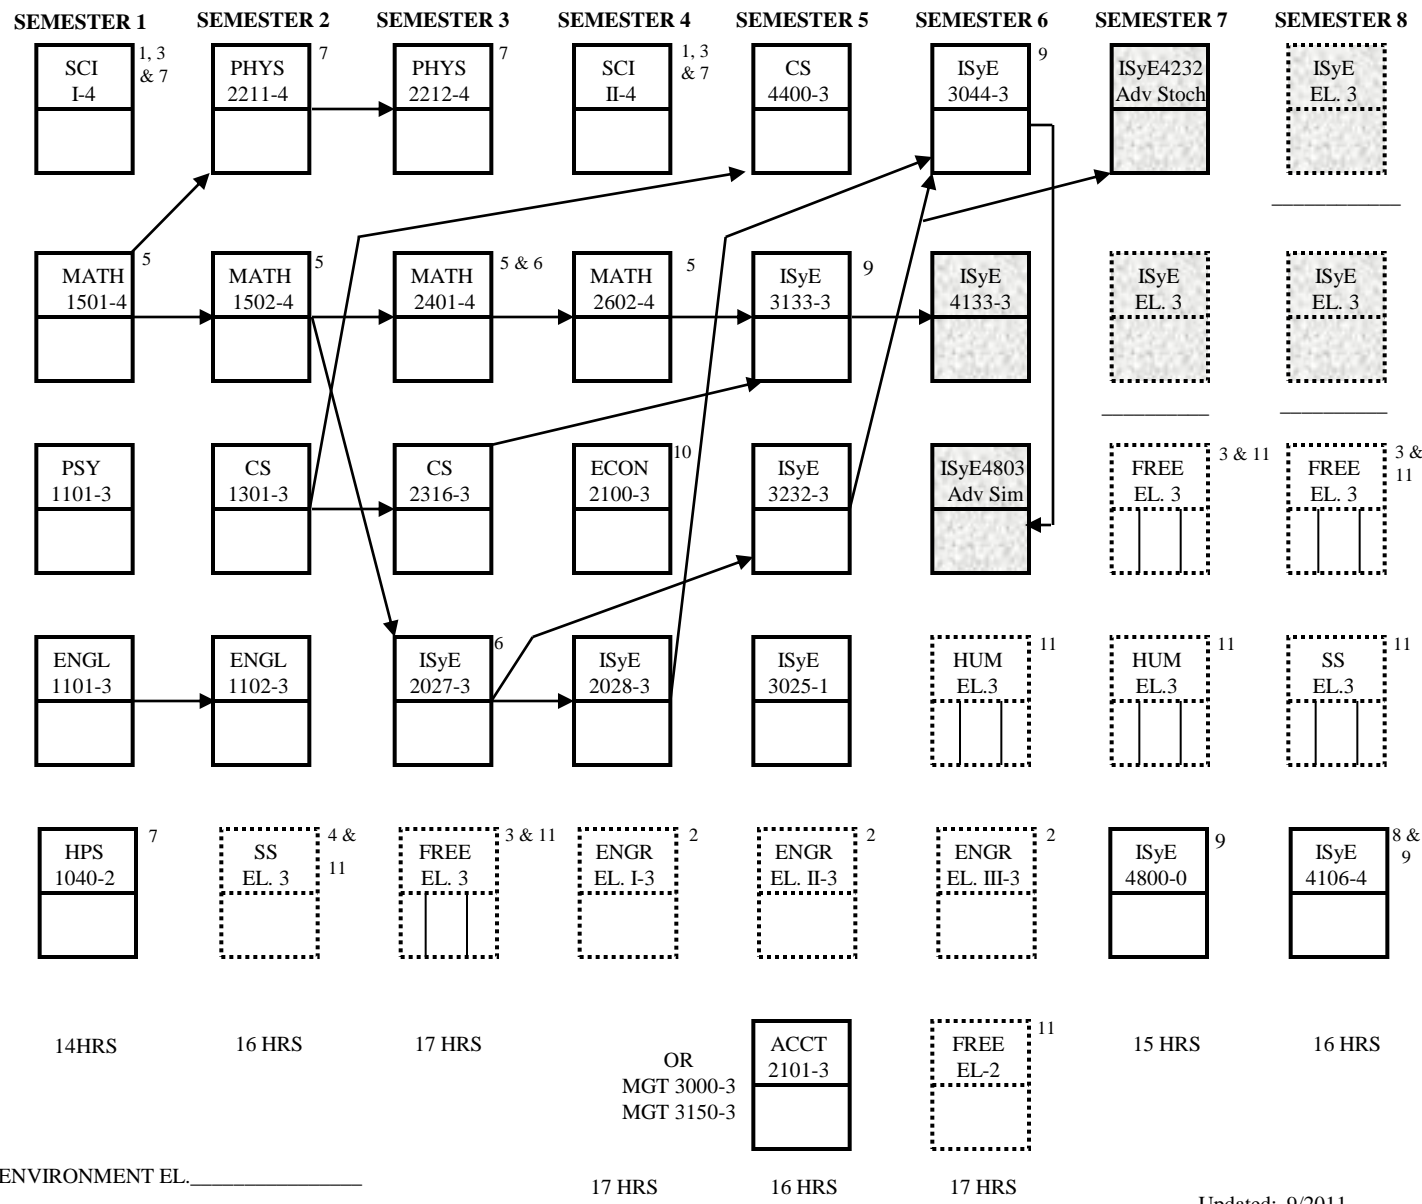 SEMESTER 1 SEMESTER 2 SEMESTER 3 SEMESTER 4 SEMESTER 5 SEMESTER 6 SEMESTER 7 SEMESTER 8
SCI
I-4
1, 3
& 7
PHYS
2211-4
7
PHYS
2212-4
7
SCI
II-4
1, 3
& 7
CS
4400-3
ISyE
3044-3
9
ISyE4232
Adv Stoch
ISyE
EL. 3
MATH
1501-4
5
MATH
1502-4
5
MATH
2401-4
5 & 6
MATH
2602-4
5
ISyE
3133-3
9
ISyE
4133-3
ISyE
EL. 3
ISyE
EL. 3
PSY
1101-3
CS
1301-3
CS
2316-3
ECON
2100-3
10
ISyE
3232-3
ISyE4803
Adv Sim
FREE
EL. 3
3 & 11
FREE
EL. 3
3 &
11
ENGL
1101-3
ENGL
1102-3
ISyE
2027-3
6
ISyE
2028-3
ISyE
3025-1
HUM
EL.3
11
HUM
EL.3
11
SS
EL.3
11
HPS
1040-2
7
SS
EL. 3
4 &
11
FREE
EL. 3
3 & 11
ENGR
EL. I-3
2
ENGR
EL. II-3
2
ENGR
EL. III-3
2
ISyE
4800-0
9
ISyE
4106-4
8 &
9
14HRS
16 HRS
17 HRS
OR
MGT 3000-3
MGT 3150-3
ACCT
2101-3
FREE
EL-2
11
15 HRS
16 HRS
ENVIRONMENT EL.________________
17 HRS
16 HRS
17 HRS
Updated: 9/2011